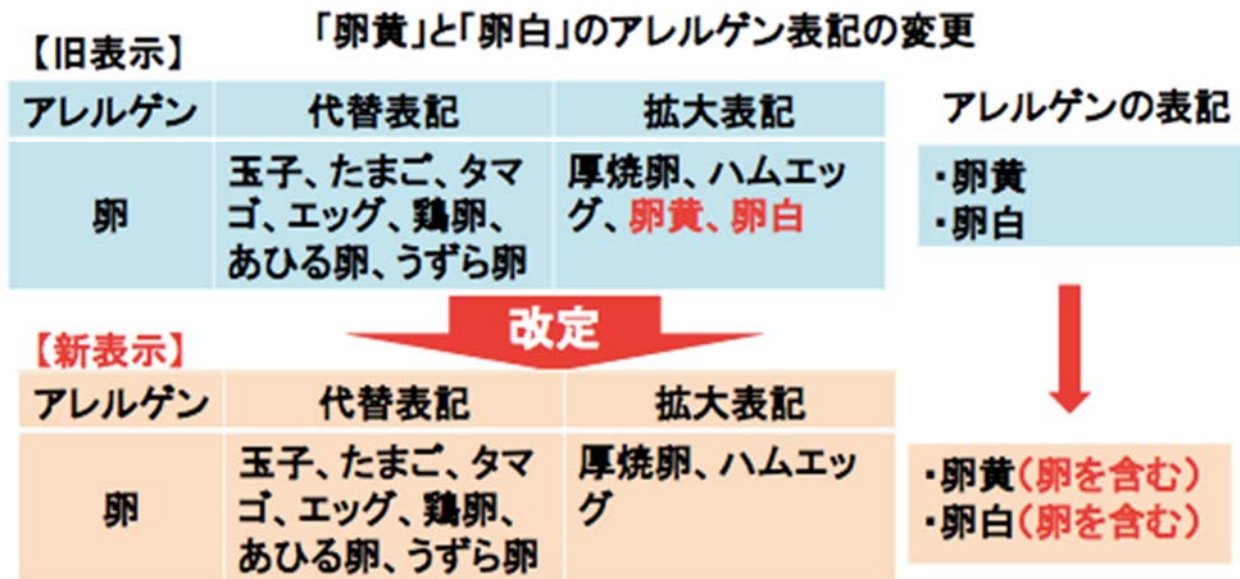 「卵黄」と「卵白」のアレルゲン表記の変更
【旧表示】
アレルゲン
代替表記
拡大表記
卵
玉子、たまご、タマ
ゴ、エッグ、鶏卵、
あひる卵、うずら卵
厚焼卵、ハムエッ
グ、卵黄、卵白
アレルゲンの表記
・卵黄
・卵白
改定
【新表示】
アレルゲン
代替表記
拡大表記
卵
玉子、たまご、タマ
ゴ、エッグ、鶏卵、
あひる卵、うずら卵
厚焼卵、ハムエッ
グ
・卵黄(卵を含む)
・卵白(卵を含む)